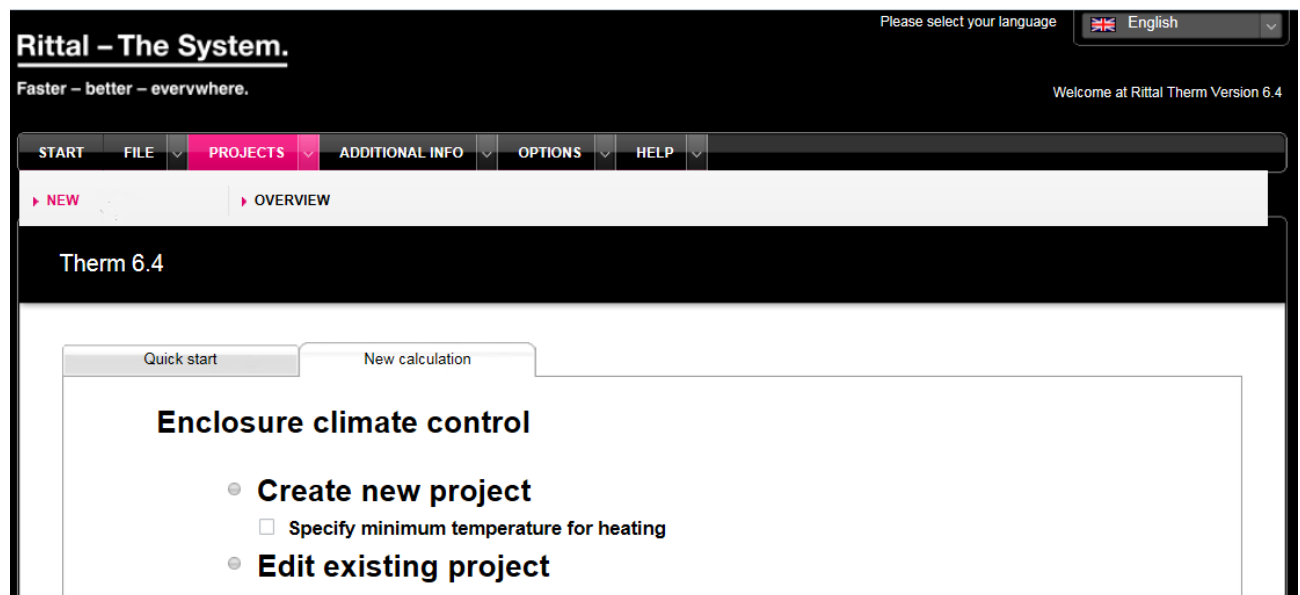 Please select your language English
Rittal – The System.
Faster – better – everywhere.
Welcome at Rittal Therm Version 6.4
START FILE PROJECTS ADDITIONAL INFO OPTIONS HELP
NEW OVERVIEW
Therm 6.4
Quick start New calculation
Enclosure climate control
Create new project
Specify minimum temperature for heating
Edit existing project